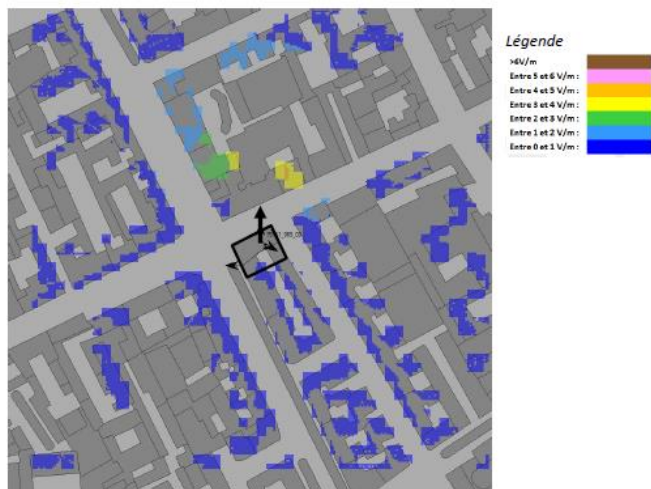 Légende
>6V/m
Entre 5 et 6 V/m :
Entre 4 et 5 V/m :
Entre 3 et 4 V/m :
Entre 2 et 3 V/m :
Entre 1 et 2 V/m :
Entre 0 et 1 V/m :